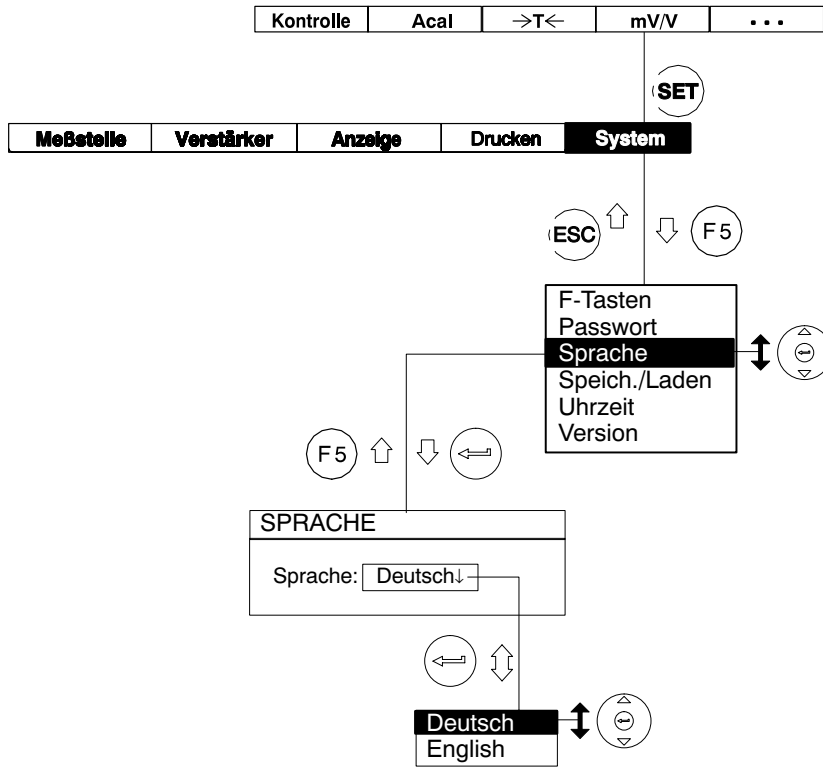 Kontrolle Acal →T← mV/V ...
SET
Meßstelle Verstärker Anzeige Drucken System
ESC F5
F-Tasten
Passwort
Sprache
Speich./Laden
Uhrzeit
Version
F5
SPRACHE
Sprache: Deutsch↓
Deutsch
English